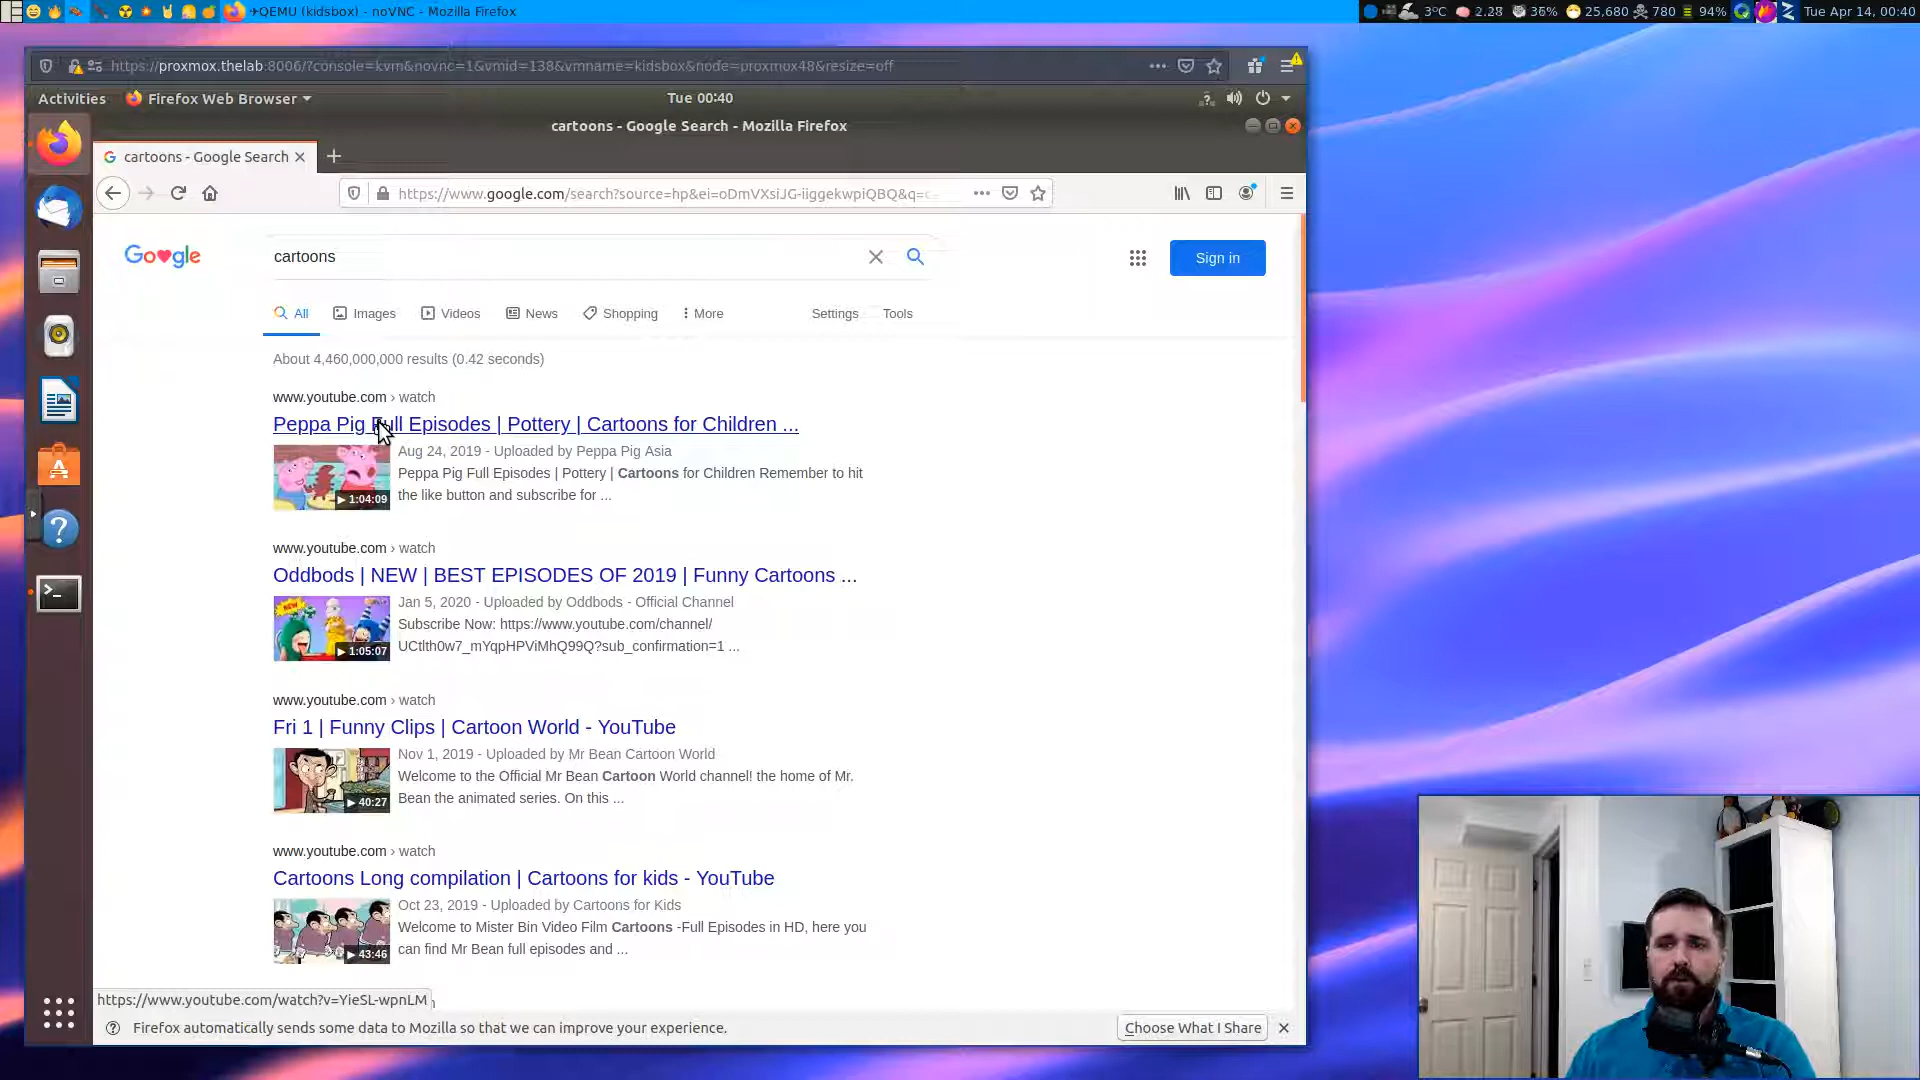 QEMU (kidsbox) - noVNC - Mozilla Firefox
3°C 2.28 36% 25,680 780 94% Tue Apr 14, 00:40
https://proxmox.thelab:8006/?console=kvm&novnc=1&vmid=138&vmname=kidsbox&node=proxmox48&resize=off
Activities Firefox Web Browser Tue 00:40
cartoons - Google Search - Mozilla Firefox
cartoons - Google Search
https://www.google.com/search?source=hp&ei=oDmVXsiJG-iiggekwpiQBQ&q=c
Google
cartoons
Sign in
All Images Videos News Shopping More Settings Tools
About 4,460,000,000 results (0.42 seconds)
www.youtube.com › watch
Peppa Pig Full Episodes | Pottery | Cartoons for Children ...
Aug 24, 2019 - Uploaded by Peppa Pig Asia
Peppa Pig Full Episodes | Pottery | Cartoons for Children Remember to hit
the like button and subscribe for ...
1:04:09
www.youtube.com › watch
Oddbods | NEW | BEST EPISODES OF 2019 | Funny Cartoons ...
NEW
Jan 5, 2020 - Uploaded by Oddbods - Official Channel
Subscribe Now: https://www.youtube.com/channel/
UCtlth0w7_mYqpHPViMhQ99Q?sub_confirmation=1 ...
1:05:07
www.youtube.com › watch
Fri 1 | Funny Clips | Cartoon World - YouTube
Nov 1, 2019 - Uploaded by Mr Bean Cartoon World
Welcome to the Official Mr Bean Cartoon World channel! the home of Mr.
Bean the animated series. On this ...
40:27
www.youtube.com › watch
Cartoons Long compilation | Cartoons for kids - YouTube
Oct 23, 2019 - Uploaded by Cartoons for Kids
Welcome to Mister Bin Video Film Cartoons -Full Episodes in HD, here you
can find Mr Bean full episodes and ...
43:46
https://www.youtube.com/watch?v=YieSL-wpnLM
Firefox automatically sends some data to Mozilla so that we can improve your experience. Choose What I Share